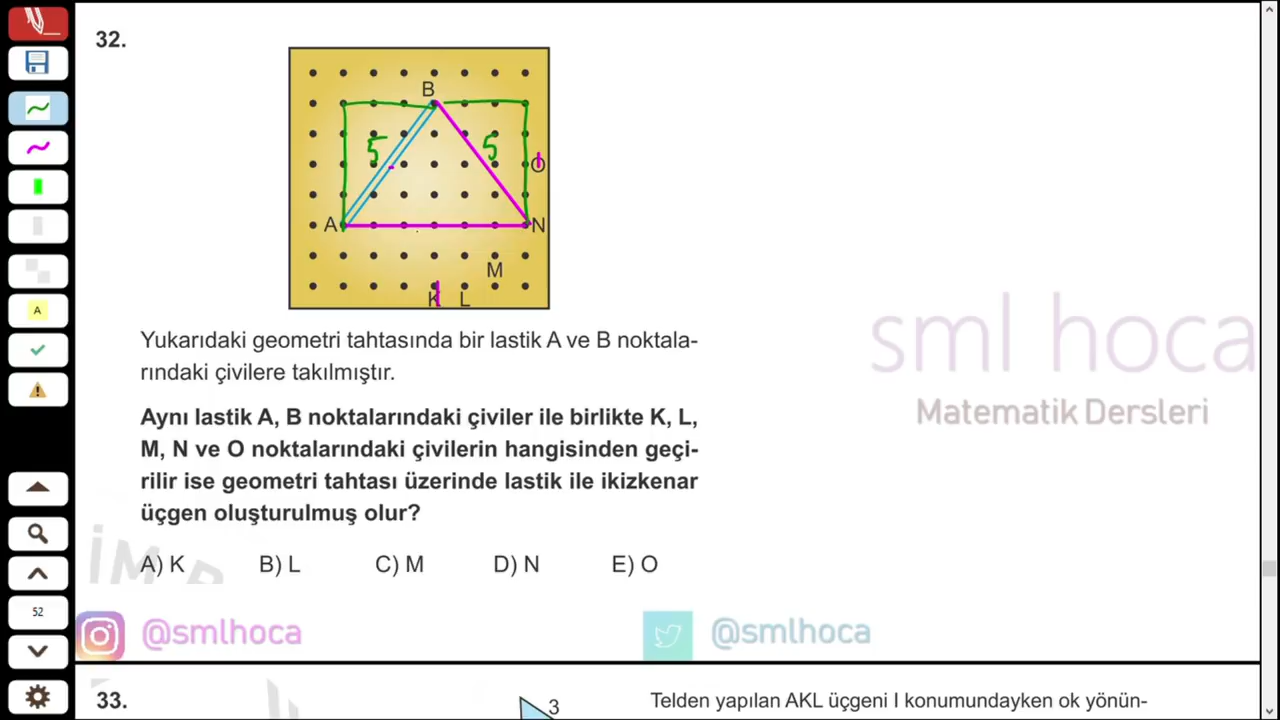 32.
B
5 5
O
A N
M
K L
Yukarıdaki geometri tahtasında bir lastik A ve B noktala-
rındaki çivilere takılmıştır.
Aynı lastik A, B noktalarındaki çiviler ile birlikte K, L,
M, N ve O noktalarındaki çivilerin hangisinden geçi-
rilir ise geometri tahtası üzerinde lastik ile ikizkenar
üçgen oluşturulmuş olur?
A) K B) L C) M D) N E) O
sml hoca
Matematik Dersleri
@smlhoca @smlhoca
33.
3
Telden yapılan AKL üçgeni I konumundayken ok yönün-
A
52